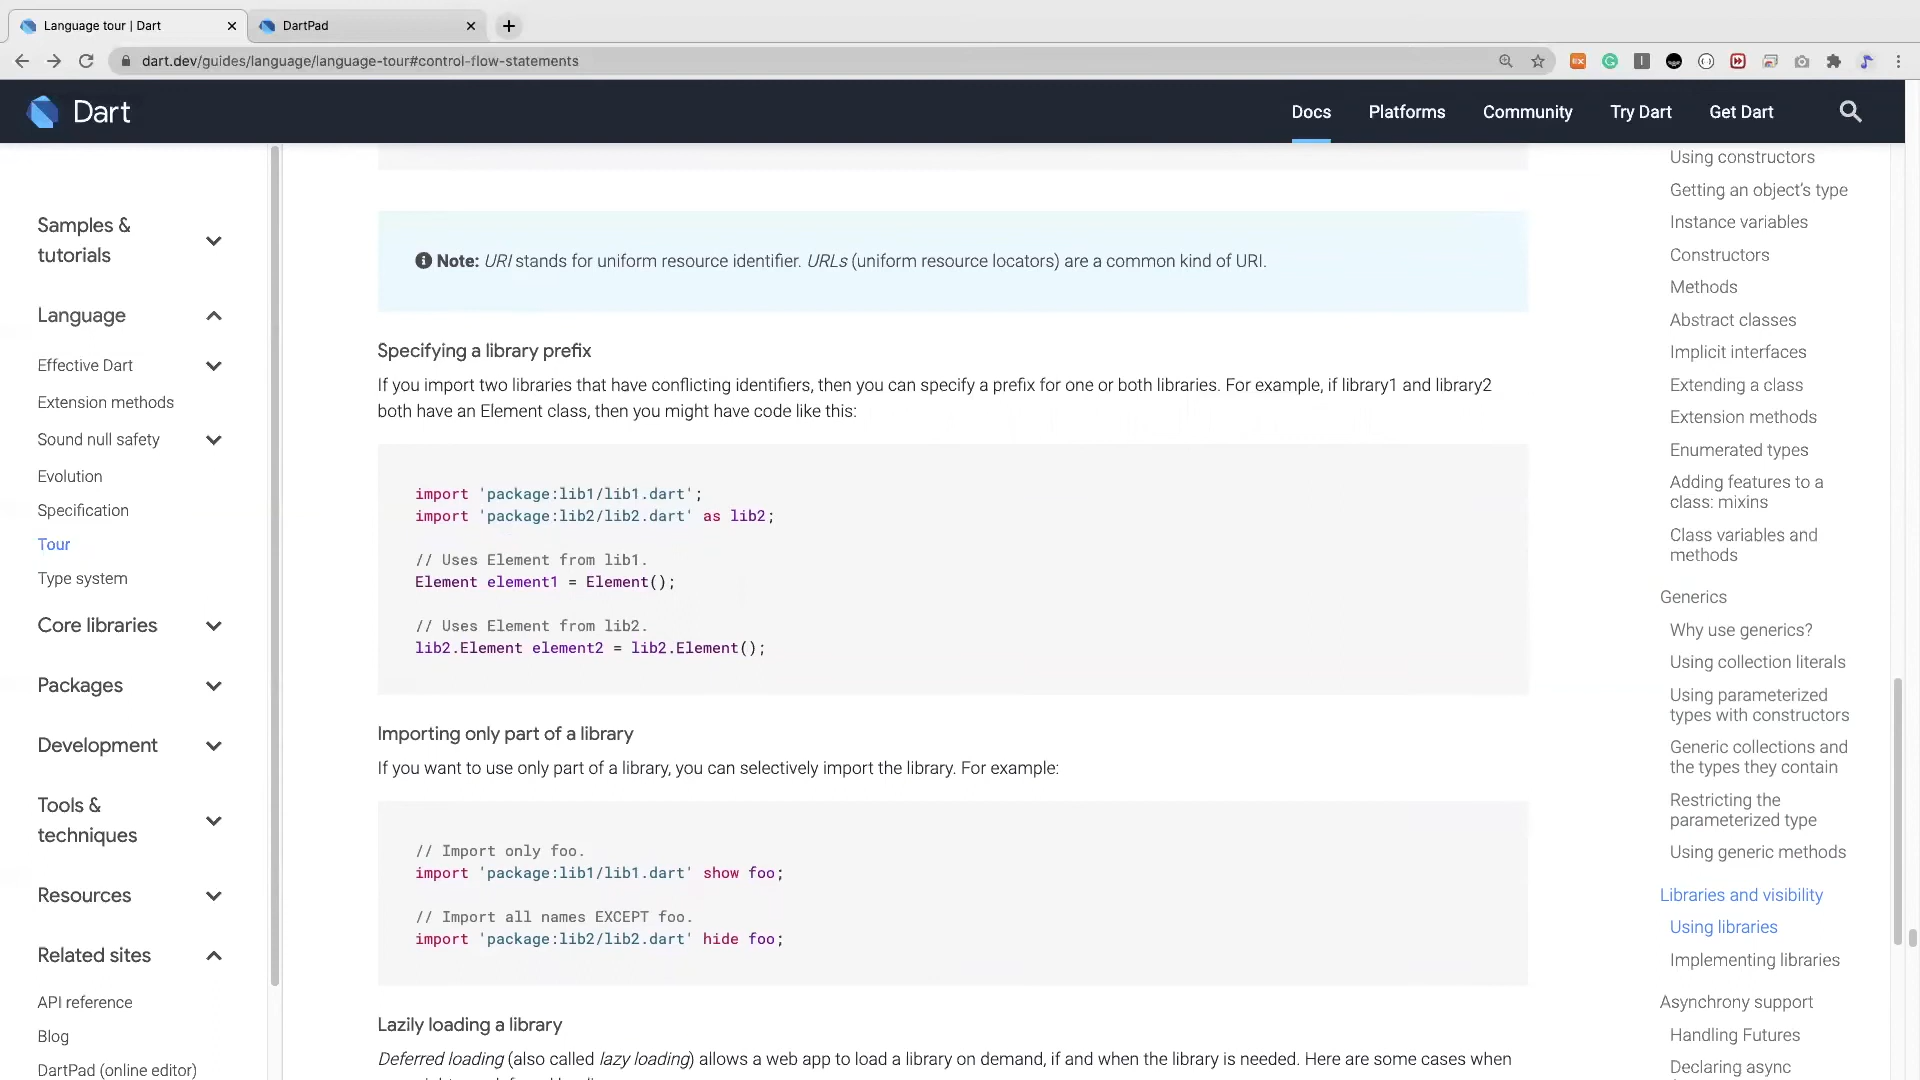 Language tour | Dart
DartPad
dart.dev/guides/language/language-tour#control-flow-statements
Dart
Docs
Platforms
Community
Try Dart
Get Dart
Samples &
tutorials
Language
Effective Dart
Extension methods
Sound null safety
Evolution
Specification
Tour
Type system
Core libraries
Packages
Development
Tools &
techniques
Resources
Related sites
API reference
Blog
DartPad (online editor)
Note: URI stands for uniform resource identifier. URLs (uniform resource locators) are a common kind of URI.
Specifying a library prefix
If you import two libraries that have conflicting identifiers, then you can specify a prefix for one or both libraries. For example, if library1 and library2
both have an Element class, then you might have code like this:
import 'package:lib1/lib1.dart';
import 'package:lib2/lib2.dart' as lib2;
// Uses Element from lib1.
Element element1 = Element();
// Uses Element from lib2.
lib2.Element element2 = lib2.Element();
Importing only part of a library
If you want to use only part of a library, you can selectively import the library. For example:
// Import only foo.
import 'package:lib1/lib1.dart' show foo;
// Import all names EXCEPT foo.
import 'package:lib2/lib2.dart' hide foo;
Lazily loading a library
Deferred loading (also called lazy loading) allows a web app to load a library on demand, if and when the library is needed. Here are some cases when
Using constructors
Getting an object's type
Instance variables
Constructors
Methods
Abstract classes
Implicit interfaces
Extending a class
Extension methods
Enumerated types
Adding features to a
class: mixins
Class variables and
methods
Generics
Why use generics?
Using collection literals
Using parameterized
types with constructors
Generic collections and
the types they contain
Restricting the
parameterized type
Using generic methods
Libraries and visibility
Using libraries
Implementing libraries
Asynchrony support
Handling Futures
Declaring async